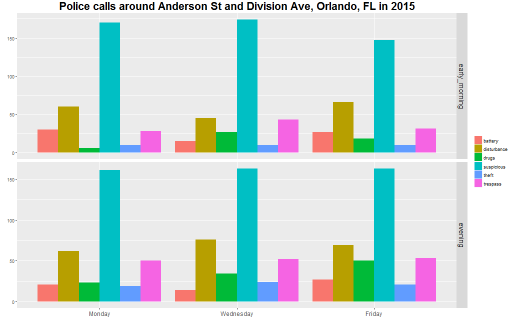 Police calls around Anderson St and Division Ave, Orlando, FL in 2015
150
100
50
0
early_morning
150
100
50
0
evening
battery
disturbance
drugs
suspicious
theft
trespass
Monday
Wednesday
Friday